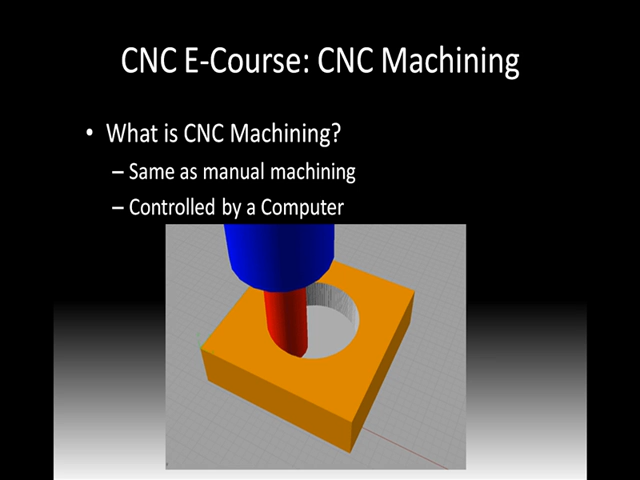 CNC E-Course: CNC Machining
• What is CNC Machining?
– Same as manual machining
– Controlled by a Computer